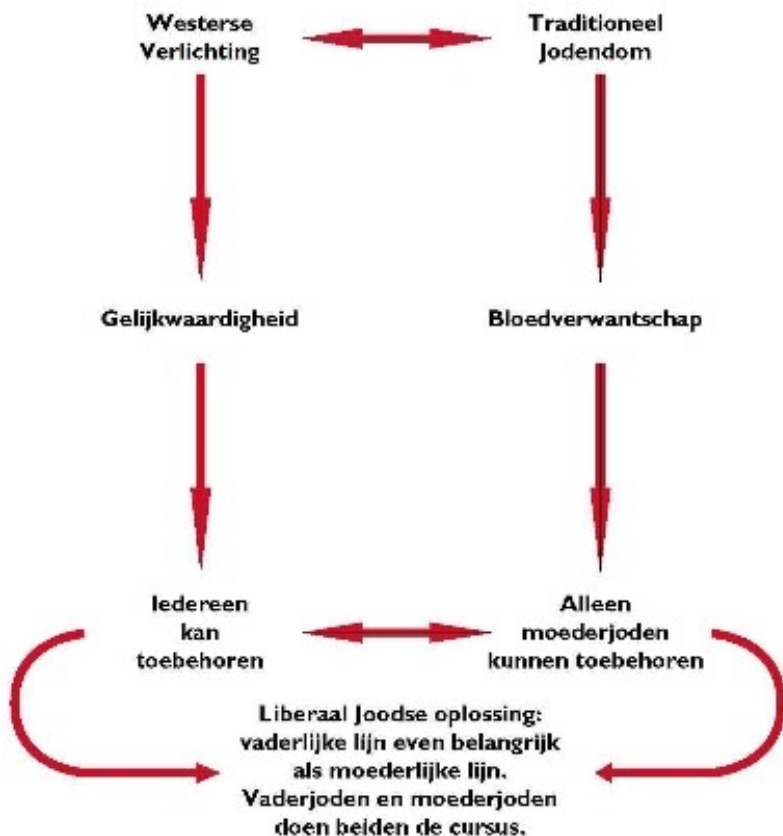 Westerse
Verlichting
Traditioneel
Jodendom
Gelijkwaardigheid
Bloedverwantschap
Iedereen
kan
toebehoren
Alleen
moederjoden
kunnen toebehoren
Liberaal Joodse oplossing:
vaderlijke lijn even belangrijk
als moederlijke lijn.
Vaderjoden en moederjoden
doen beiden de cursus.